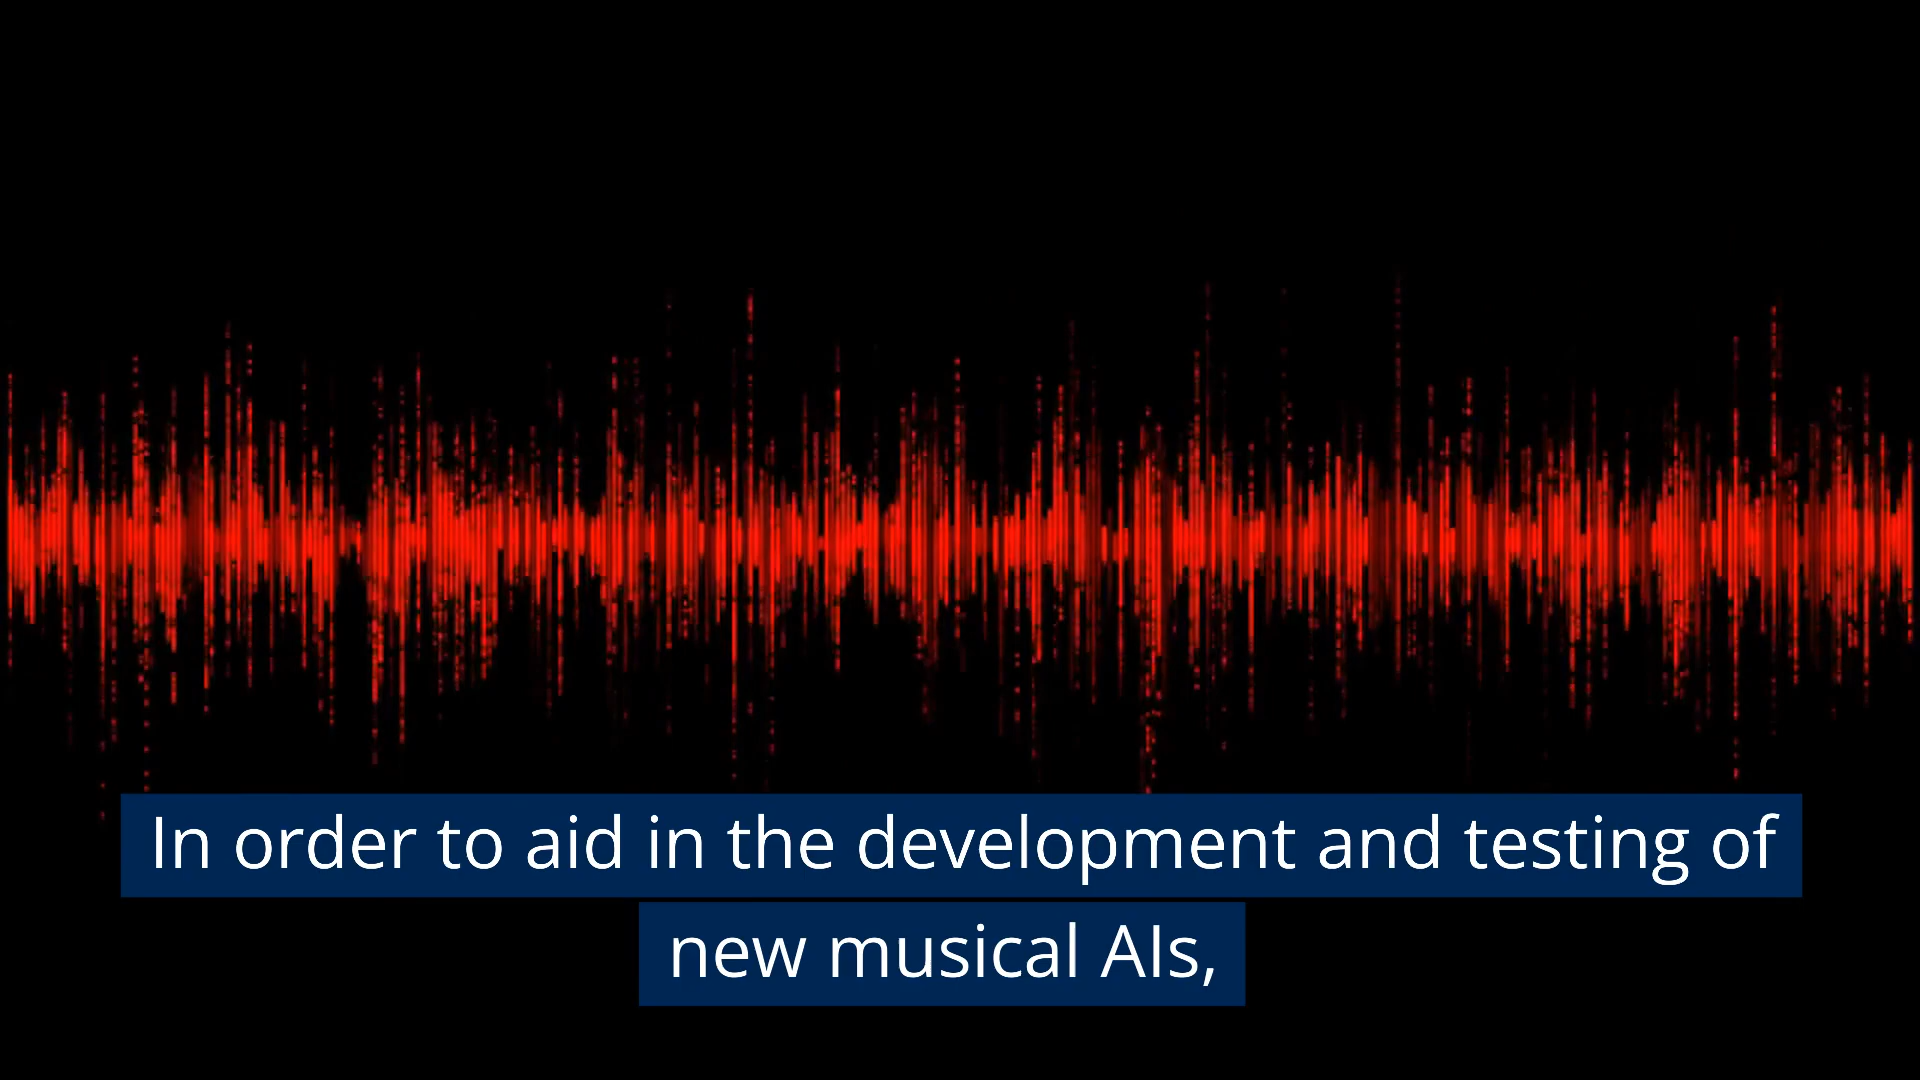 In order to aid in the development and testing of
new musical AIs,